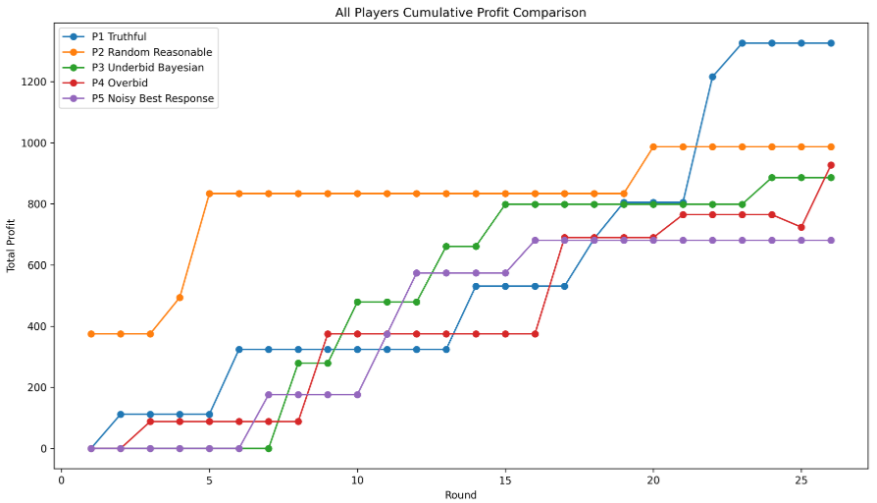 All Players Cumulative Profit Comparison
P1 Truthful
P2 Random Reasonable
P3 Underbid Bayesian
P4 Overbid
P5 Noisy Best Response
1200
1000
800
600
400
200
0
Total Profit
0 5 10 15 20 25
Round